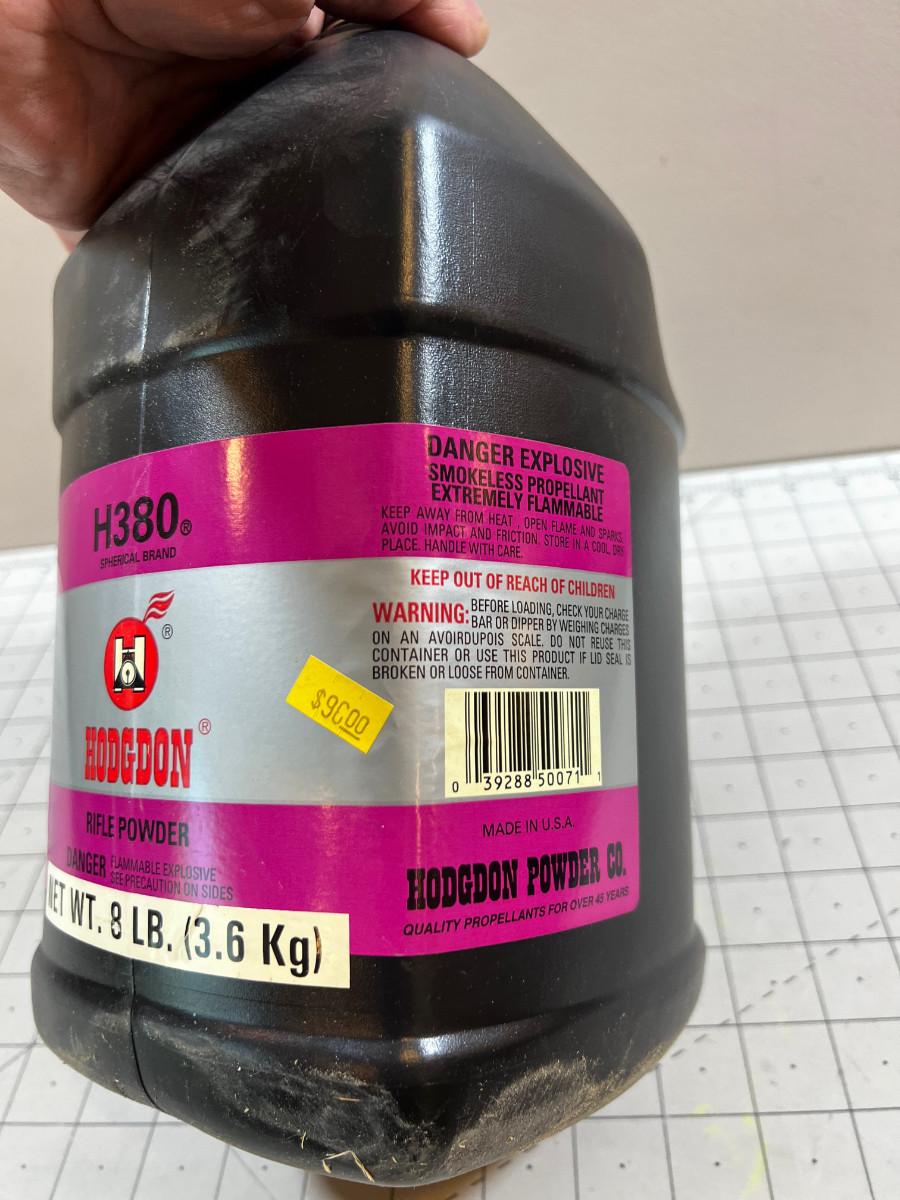 H380®
SPHERICAL BRAND
®
HODGDON®
RIFLE POWDER
DANGER FLAMMABLE EXPLOSIVE
SEE PRECAUTION ON SIDES
NET WT. 8 LB. (3.6 Kg)
$9600
DANGER EXPLOSIVE
SMOKELESS PROPELLANT
EXTREMELY FLAMMABLE
KEEP AWAY FROM HEAT , OPEN FLAME AND SPARKS.
AVOID IMPACT AND FRICTION. STORE IN A COOL, DRY
PLACE. HANDLE WITH CARE.
KEEP OUT OF REACH OF CHILDREN
WARNING: BEFORE LOADING, CHECK YOUR CHARGE
BAR OR DIPPER BY WEIGHING CHARGES
ON AN AVOIRDUPOIS SCALE. DO NOT REUSE THIS
CONTAINER OR USE THIS PRODUCT IF LID SEAL IS
BROKEN OR LOOSE FROM CONTAINER.
0 39288 50071 1
MADE IN U.S.A.
HODGDON POWDER CO.
QUALITY PROPELLANTS FOR OVER 45 YEARS